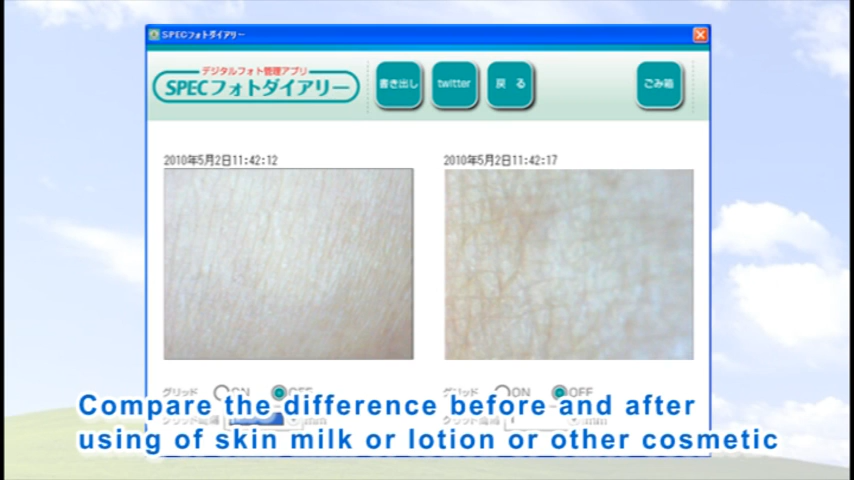 SPECフォトダイアリー
デジタルフォト管理アプリ
SPECフォトダイアリー
書き出し
twitter
戻る
ごみ箱
2010年5月2日11:42:12
2010年5月2日11:42:17
グリッド ON OFF
グリッド ON OFF
Compare the difference before and after
using of skin milk or lotion or other cosmetic